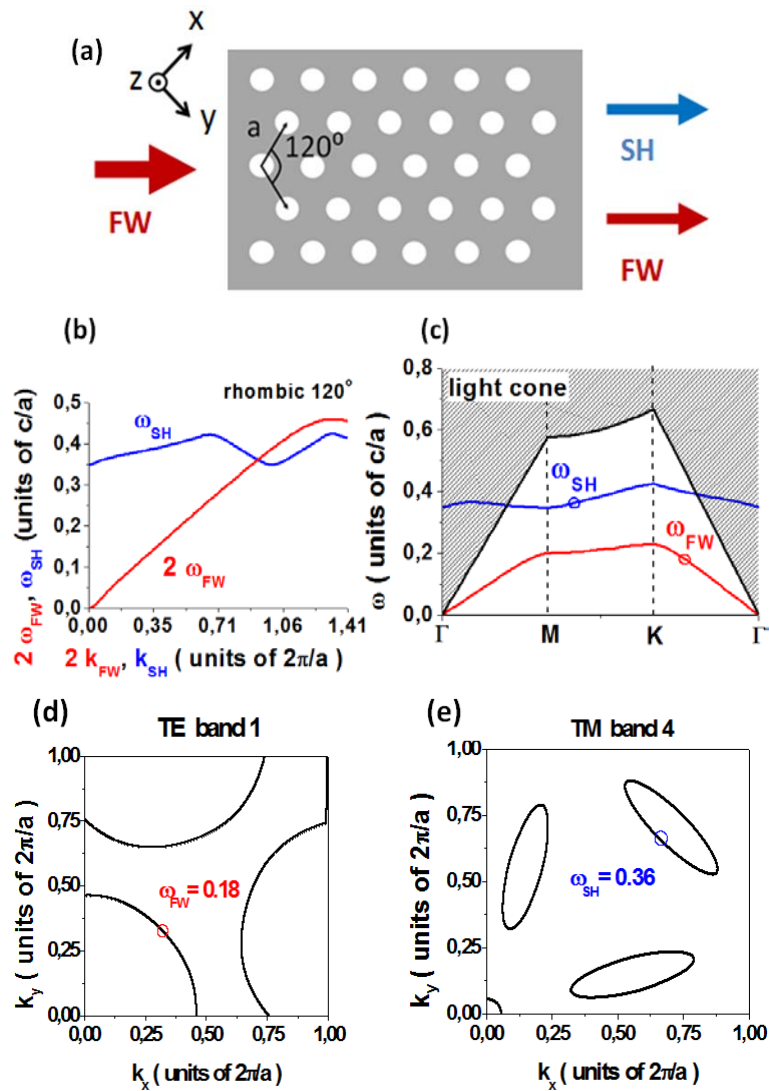 (a)
x
z
y
FW
a
120º
SH
FW
(b)
rhombic 120°
2 ω_FW, ω_SH (units of c/a)
0,5
0,4
0,3
0,2
0,1
0,0
ω_SH
2 ω_FW
0,00 0,35 0,71 1,06 1,41
2 k_FW, k_SH ( units of 2π/a )
(c)
ω ( units of c/a)
0,8
0,6
0,4
0,2
0,0
light cone
ω_SH
ω_FW
Γ M K Γ
(d)
TE band 1
k_y ( units of 2π/a)
1,00
0,75
0,50
0,25
0,00
ω_FW = 0.18
0,00 0,25 0,50 0,75 1,00
k_x ( units of 2π/a)
(e)
TM band 4
k_y ( units of 2π/a)
1,00
0,75
0,50
0,25
0,00
ω_SH = 0.36
0,00 0,25 0,50 0,75 1,00
k_x ( units of 2π/a)